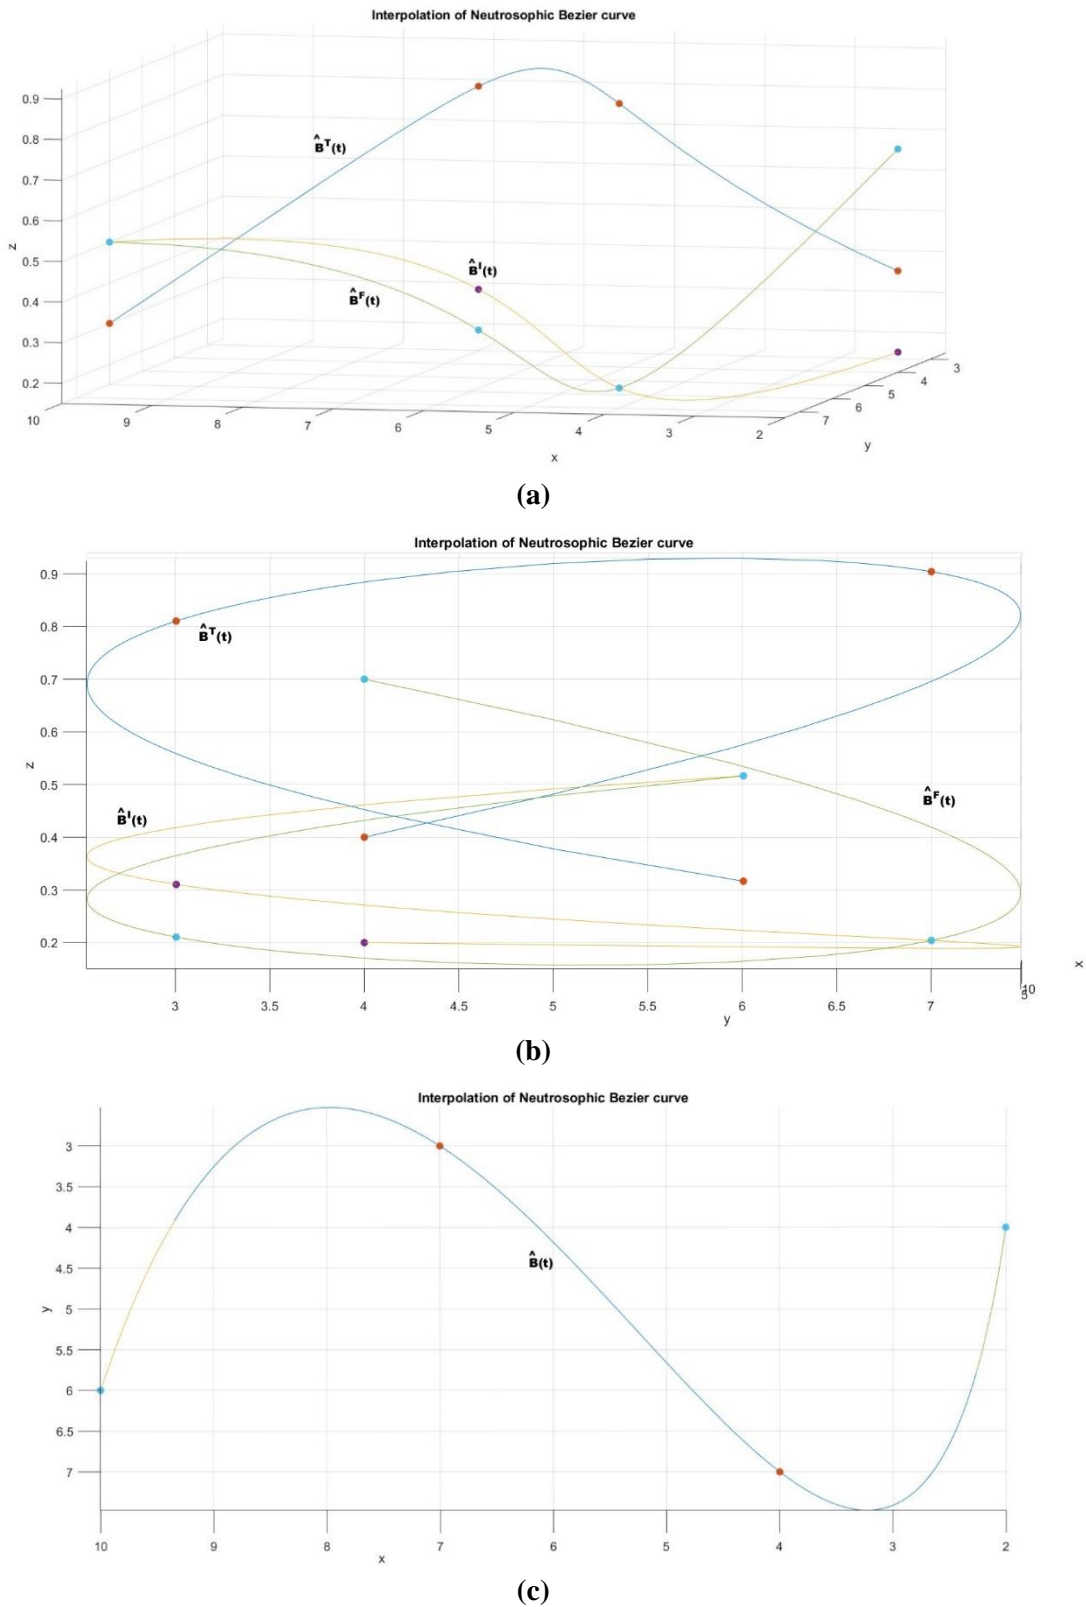 Interpolation of Neutrosophic Bezier curve
0.9
0.8
0.7
0.6
0.5
0.4
0.3
0.2
z
B̂ᵀ(t)
B̂ᴵ(t)
B̂ꟳ(t)
10
9
8
7
6
5
4
3
2
x
7
6
5
4
3
y
(a)
Interpolation of Neutrosophic Bezier curve
0.9
0.8
0.7
0.6
0.5
0.4
0.3
0.2
z
B̂ᵀ(t)
B̂ᴵ(t)
B̂ꟳ(t)
3 3.5 4 4.5 5 5.5 6 6.5 7
10
5
y
x
(b)
Interpolation of Neutrosophic Bezier curve
3
3.5
4
4.5
5
5.5
6
6.5
7
y
B̂(t)
10 9 8 7 6 5 4 3 2
x
(c)